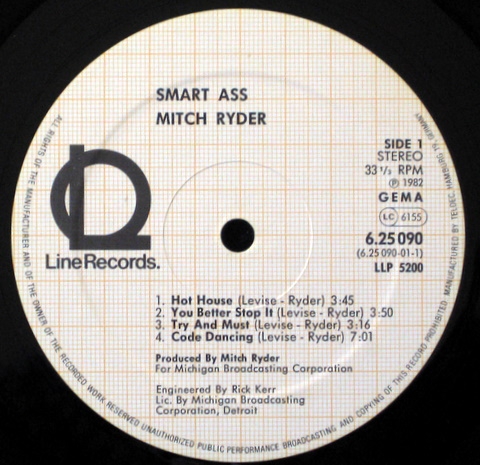 SMART ASS
MITCH RYDER
SIDE 1
STEREO
33 1/3 RPM
℗ 1982
GEMA
LC 6155
6.25 090
(6.25 090-01-1)
LLP 5200
Line Records.
1. Hot House (Levise - Ryder) 3:45
2. You Better Stop It (Levise - Ryder) 3:50
3. Try And Must (Levise - Ryder) 3:16
4. Code Dancing (Levise - Ryder) 7:01
Produced By Mitch Ryder
For Michigan Broadcasting Corporation
Engineered By Rick Kerr
Lic. By Michigan Broadcasting
Corporation, Detroit
ALL RIGHTS OF THE MANUFACTURER AND OF THE OWNER OF THE RECORDED WORK RESERVED UNAUTHORIZED PUBLIC PERFORMANCE BROADCASTING AND COPYING OF THIS RECORD PROHIBITED. MANUFACTURED BY TELDEC, HAMBURG 19, GERMANY